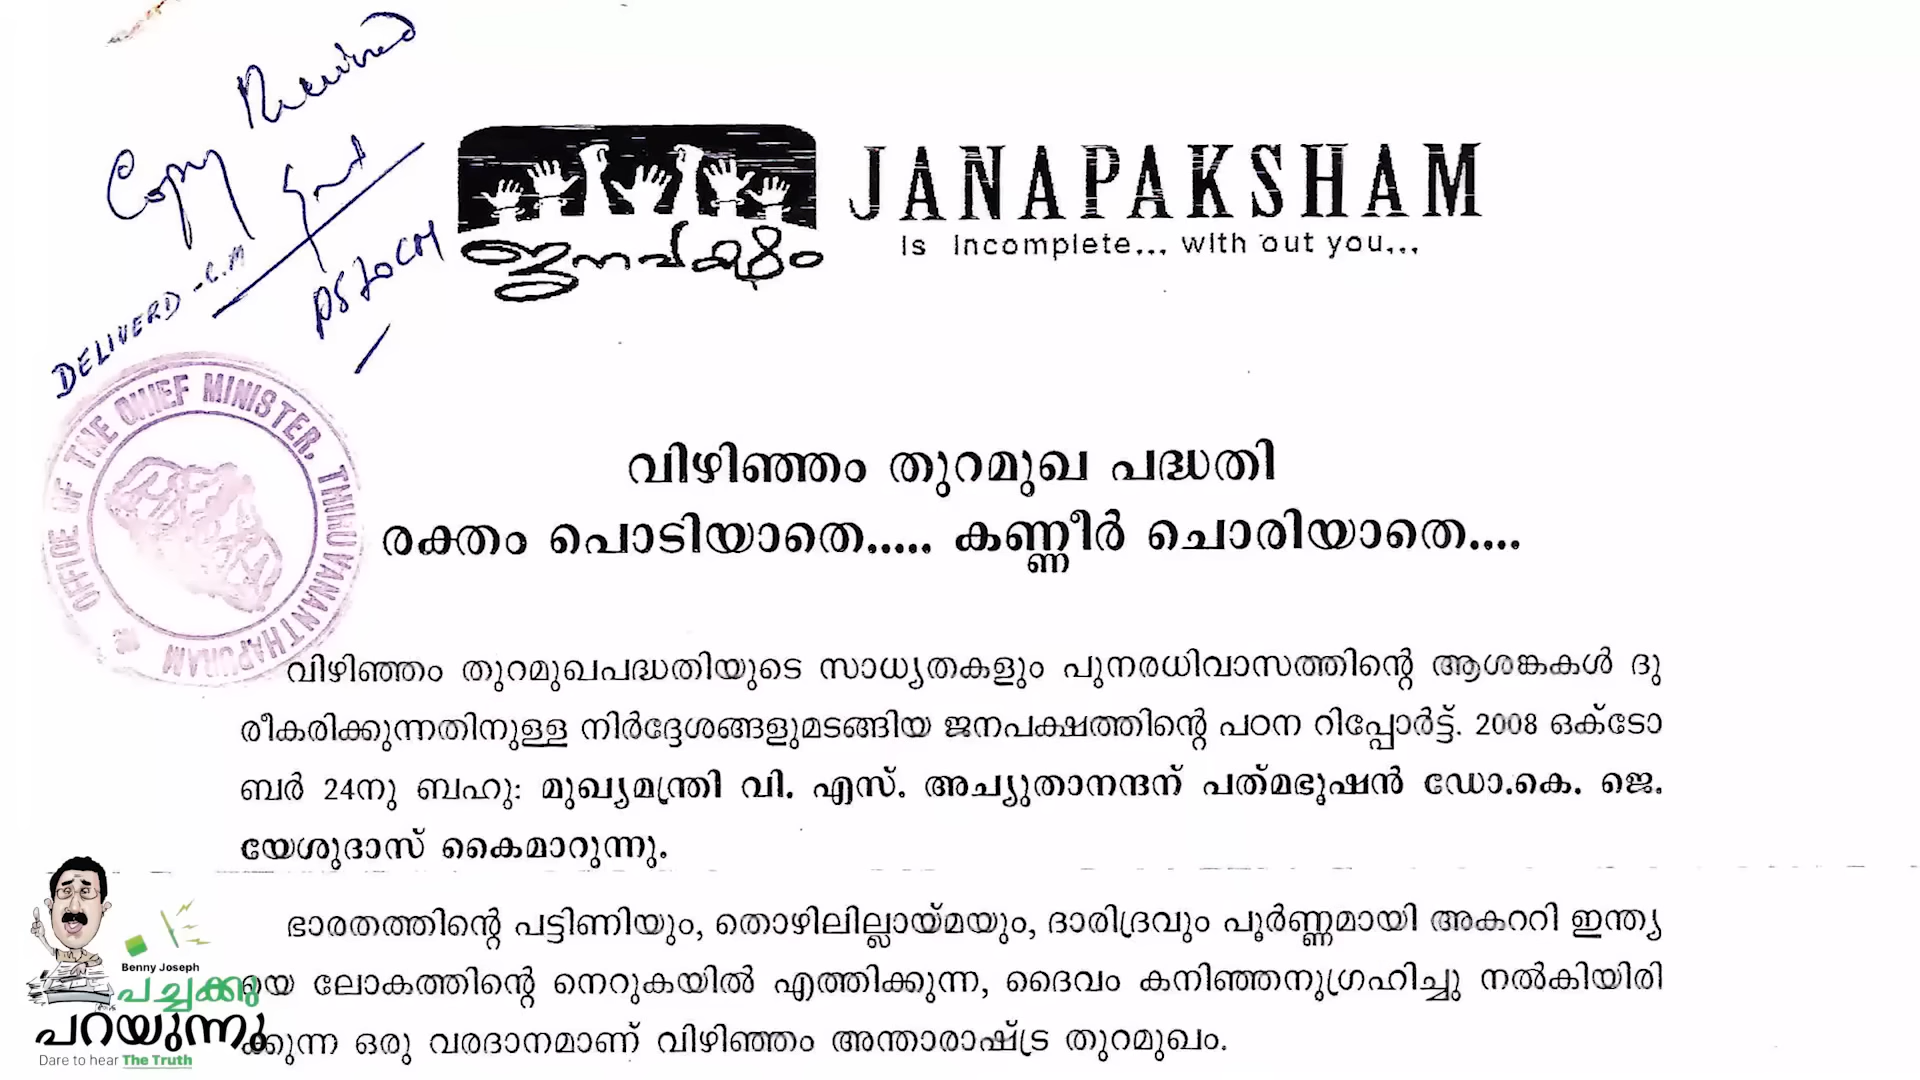 Copy Received
DELIVERD - C.M
PS TO CM
OFFICE OF THE CHIEF MINISTER, THIRUVANANTHAPURAM
ജനപക്ഷം
JANAPAKSHAM
is incomplete... with out you...
വിഴിഞ്ഞം തുറമുഖ പദ്ധതി
രക്തം പൊടിയാതെ..... കണ്ണീർ ചൊരിയാതെ....
വിഴിഞ്ഞം തുറമുഖപദ്ധതിയുടെ സാധ്യതകളും പുനരധിവാസത്തിന്റെ ആശങ്കകൾ ദു
രീകരിക്കുന്നതിനുള്ള നിർദ്ദേശങ്ങളുമടങ്ങിയ ജനപക്ഷത്തിന്റെ പഠന റിപ്പോർട്ട്. 2008 ഒക്ടോ
ബർ 24നു ബഹു: മുഖ്യമന്ത്രി വി. എസ്. അച്യുതാനന്ദന് പത്മഭൂഷൻ ഡോ.കെ. ജെ.
യേശുദാസ് കൈമാറുന്നു.
ഭാരതത്തിന്റെ പട്ടിണിയും, തൊഴിലില്ലായ്മയും, ദാരിദ്രവും പൂർണ്ണമായി അകററി ഇന്ത്യ
യെ ലോകത്തിന്റെ നെറുകയിൽ എത്തിക്കുന്ന, ദൈവം കനിഞ്ഞനുഗ്രഹിച്ചു നൽകിയിരി
ക്കുന്ന ഒരു വരദാനമാണ് വിഴിഞ്ഞം അന്താരാഷ്ട്ര തുറമുഖം.
Benny Joseph
പച്ചക്കു
പറയുന്നു
Dare to hear The Truth